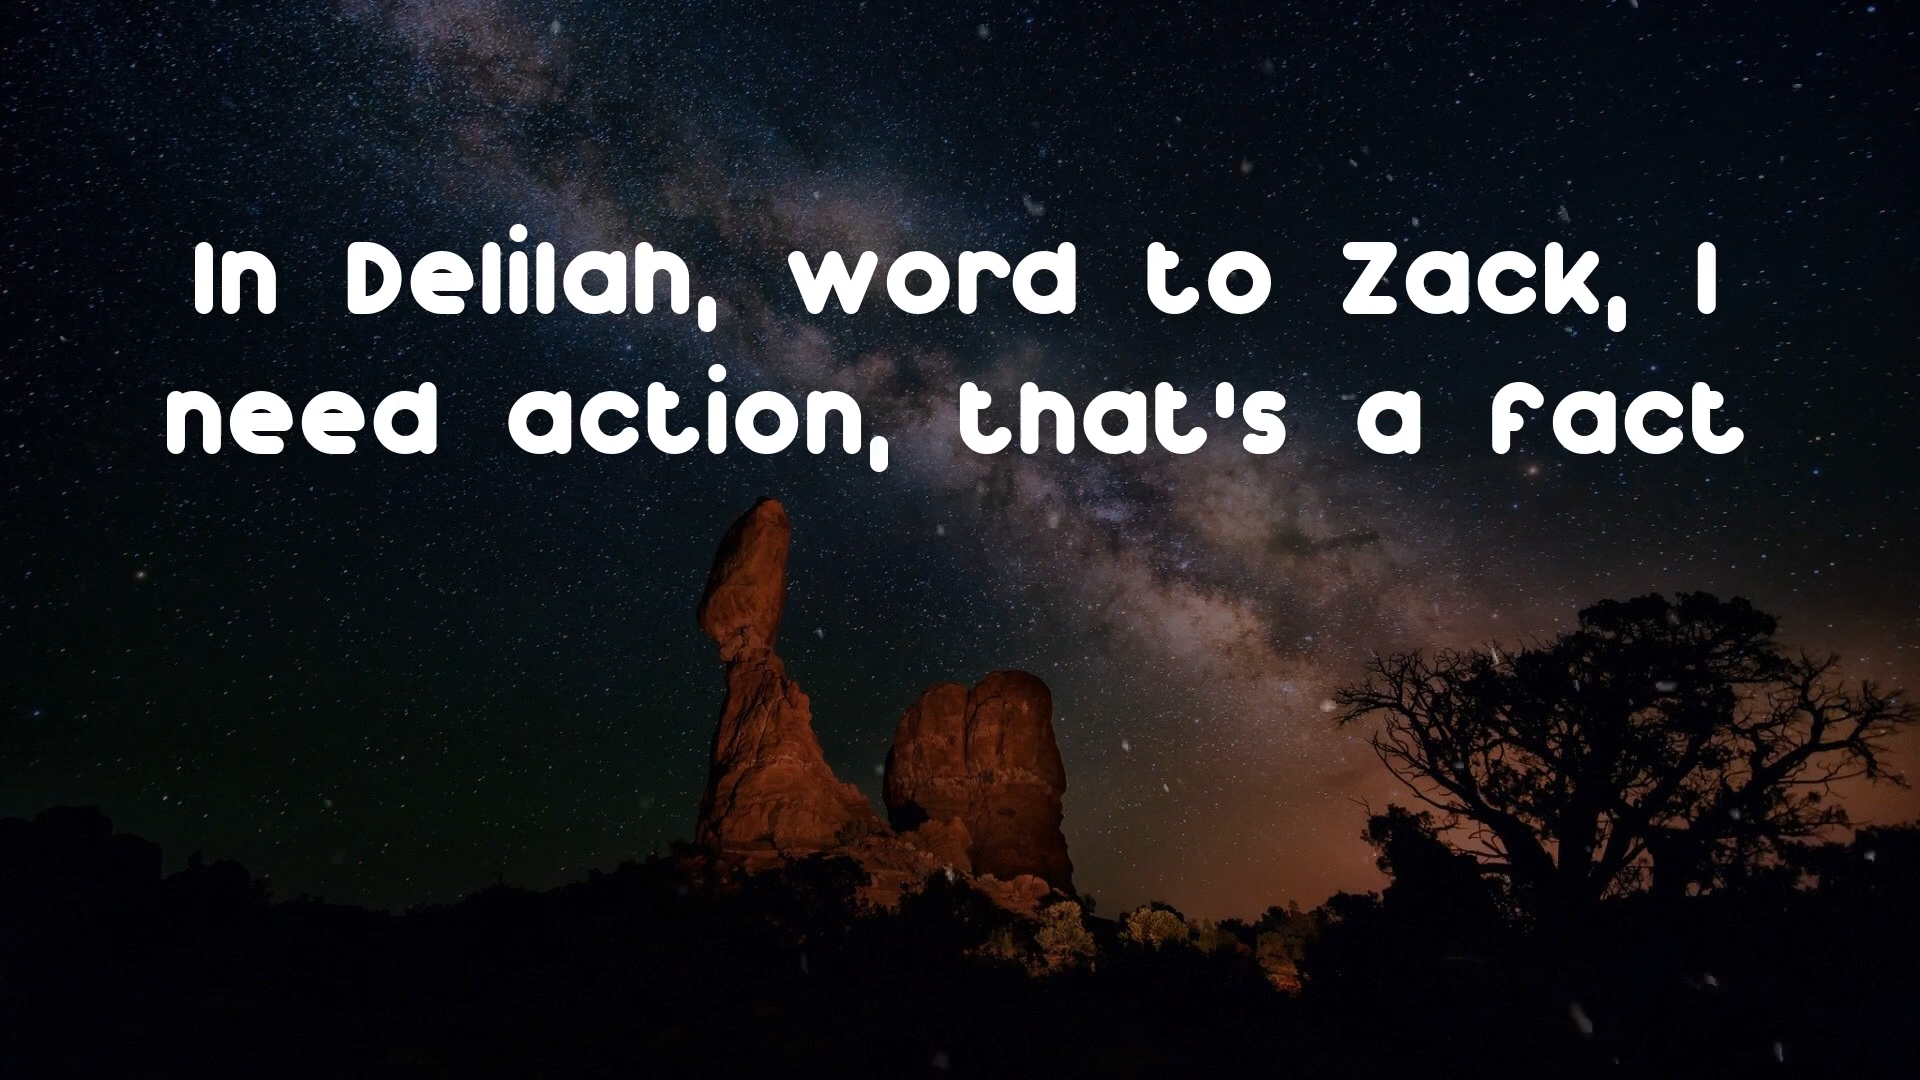 In Delilah, word to Zack, I
need action, that's a fact